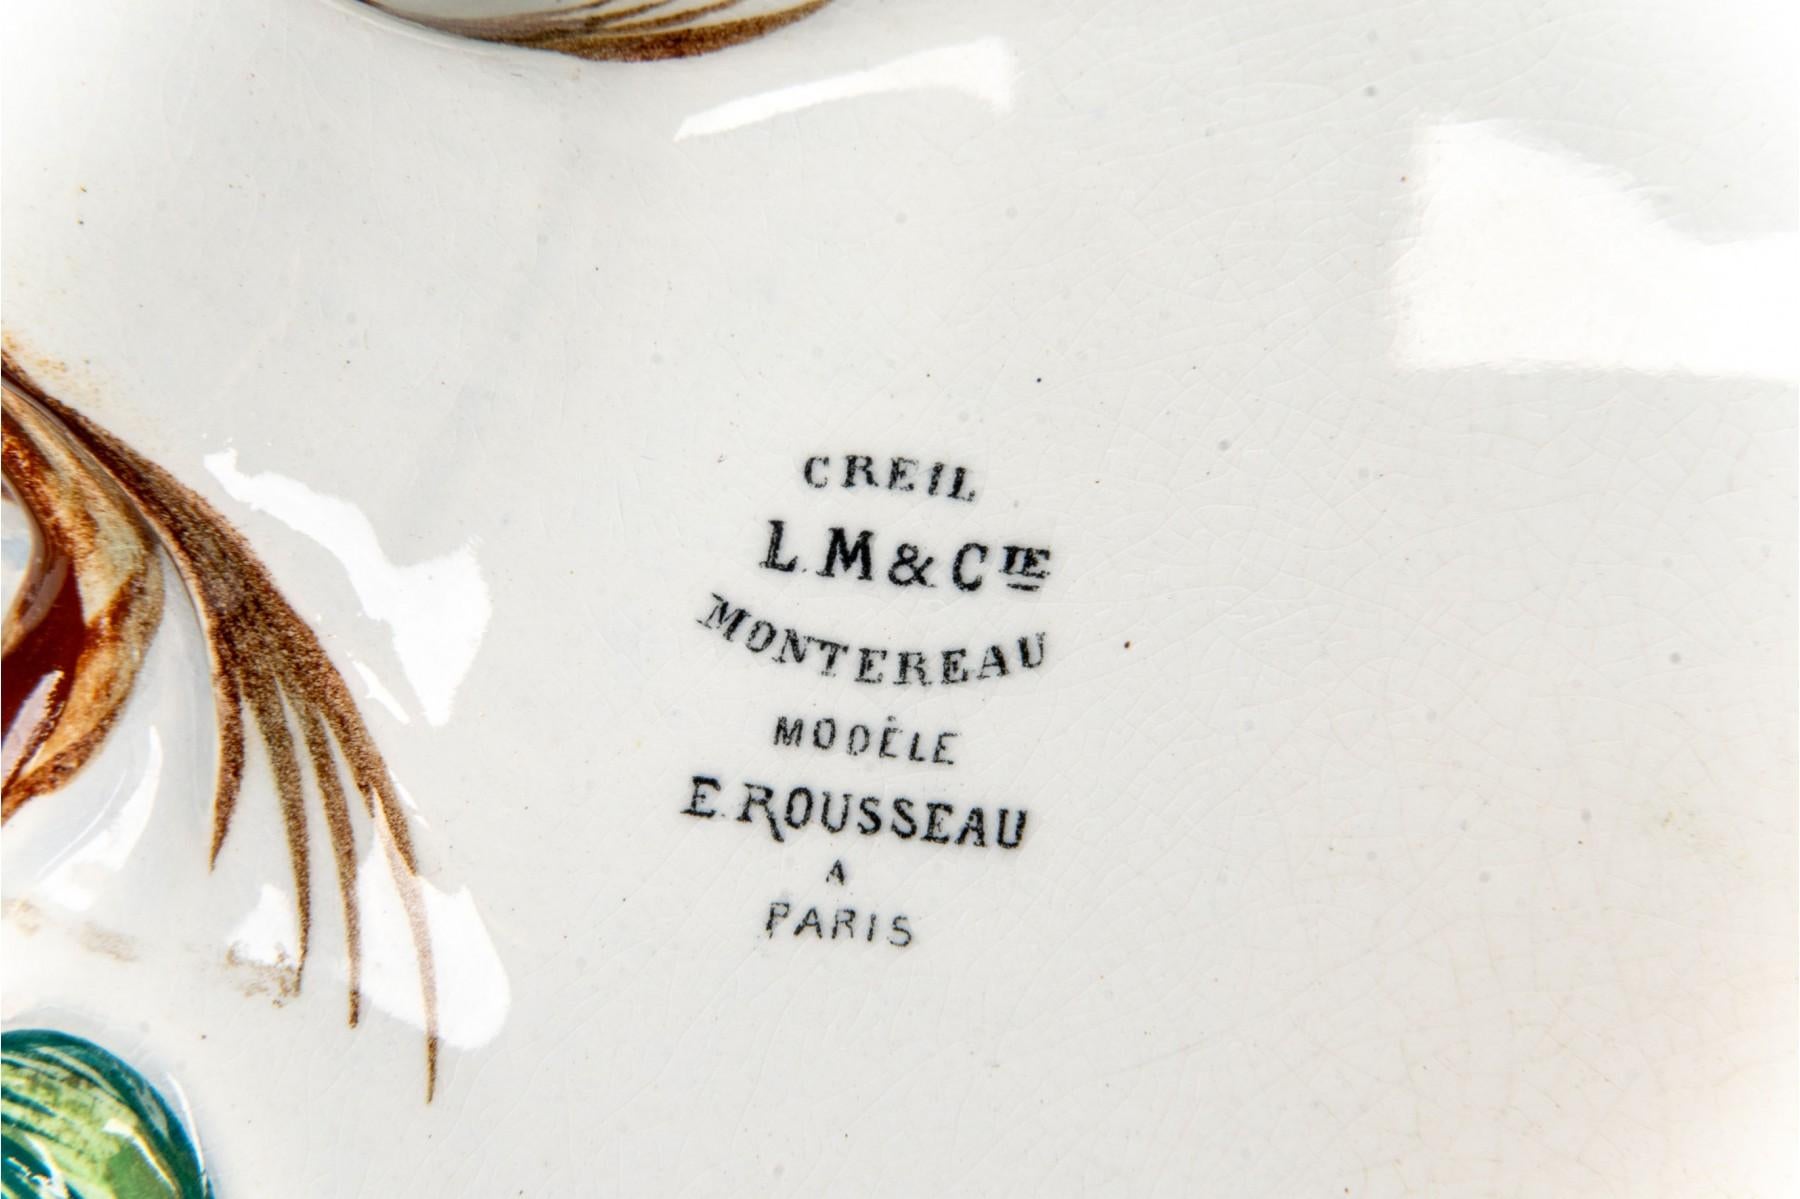 CREIL
L.M&CIE
MONTEREAU
MODÈLE
E.ROUSSEAU
A
PARIS